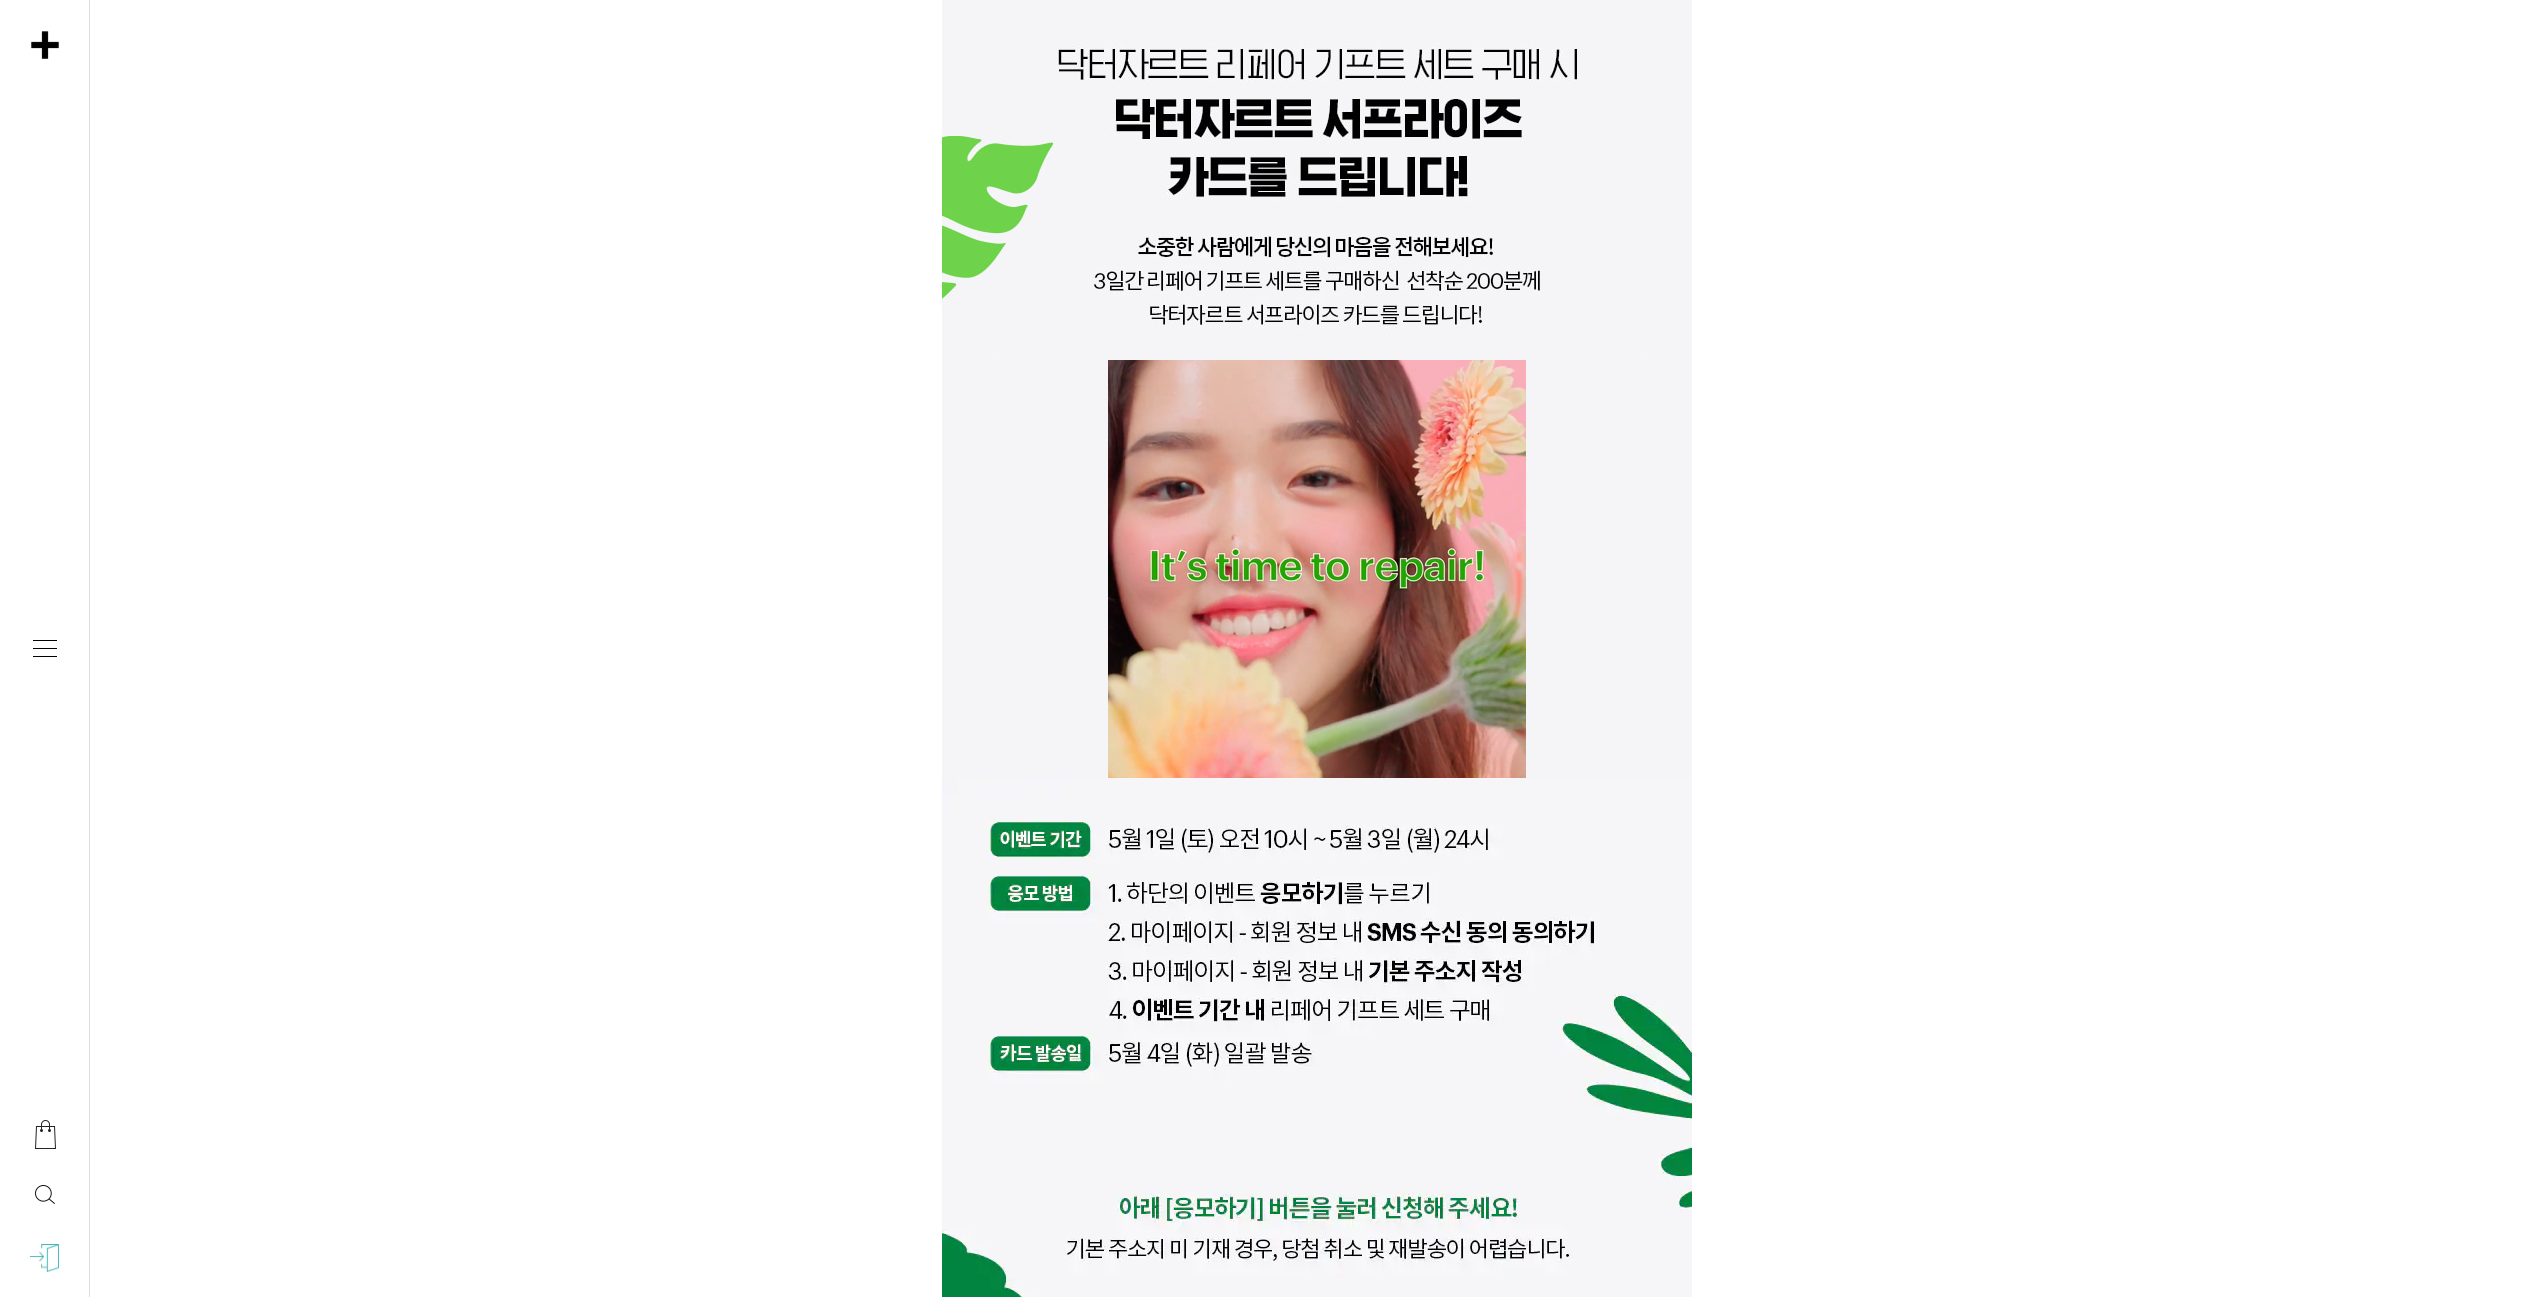 닥터자르트 리페어 기프트 세트 구매 시
닥터자르트 서프라이즈
카드를 드립니다!
소중한 사람에게 당신의 마음을 전해보세요!
3일간 리페어 기프트 세트를 구매하신 선착순 200분께
닥터자르트 서프라이즈 카드를 드립니다!
It's time to repair!
이벤트 기간 5월 1일 (토) 오전 10시 ~ 5월 3일 (월) 24시
응모 방법 1. 하단의 이벤트 응모하기를 누르기
2. 마이페이지 - 회원 정보 내 SMS 수신 동의 동의하기
3. 마이페이지 - 회원 정보 내 기본 주소지 작성
4. 이벤트 기간 내 리페어 기프트 세트 구매
카드 발송일 5월 4일 (화) 일괄 발송
아래 [응모하기] 버튼을 눌러 신청해 주세요!
기본 주소지 미 기재 경우, 당첨 취소 및 재발송이 어렵습니다.